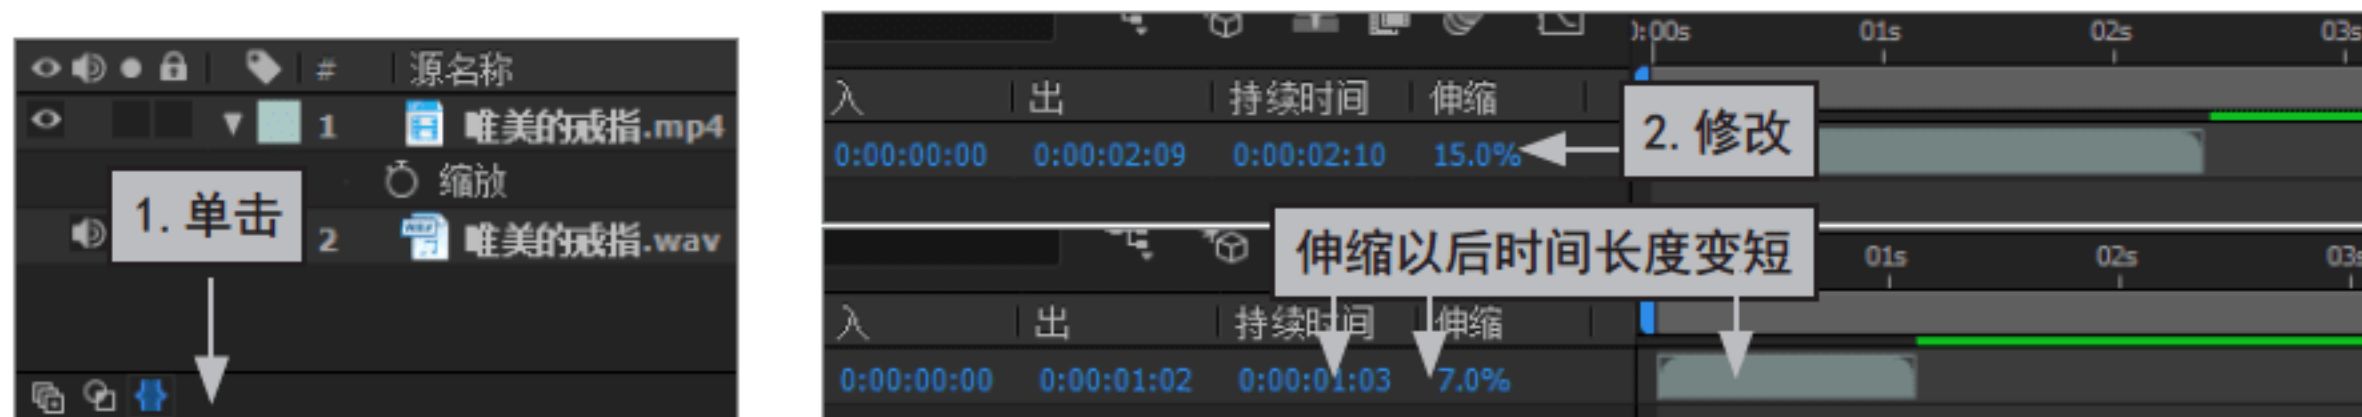 # 源名称
1 唯美的戒指.mp4
缩放
1. 单击
2 唯美的戒指.wav
0:00s 01s 02s 03s
入 出 持续时间 伸缩
0:00:00:00 0:00:02:09 0:00:02:10 15.0%
2. 修改
伸缩以后时间长度变短
01s 02s 03s
入 出 持续时间 伸缩
0:00:00:00 0:00:01:02 0:00:01:03 7.0%